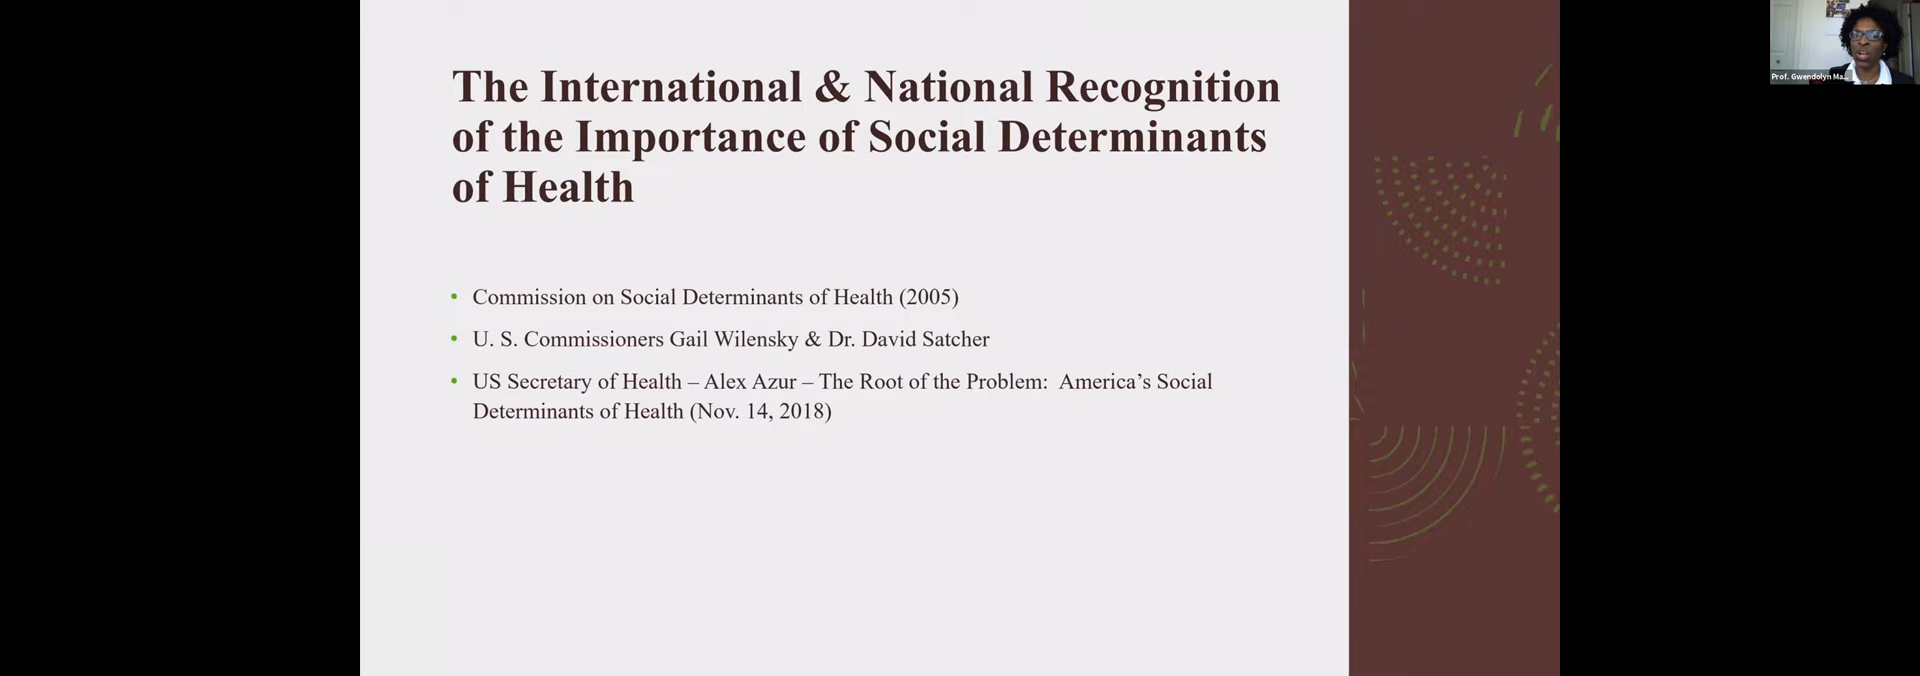 The International & National Recognition
of the Importance of Social Determinants
of Health
• Commission on Social Determinants of Health (2005)
• U. S. Commissioners Gail Wilensky & Dr. David Satcher
• US Secretary of Health – Alex Azur – The Root of the Problem:  America’s Social
Determinants of Health (Nov. 14, 2018)
Prof. Gwendolyn Ma...